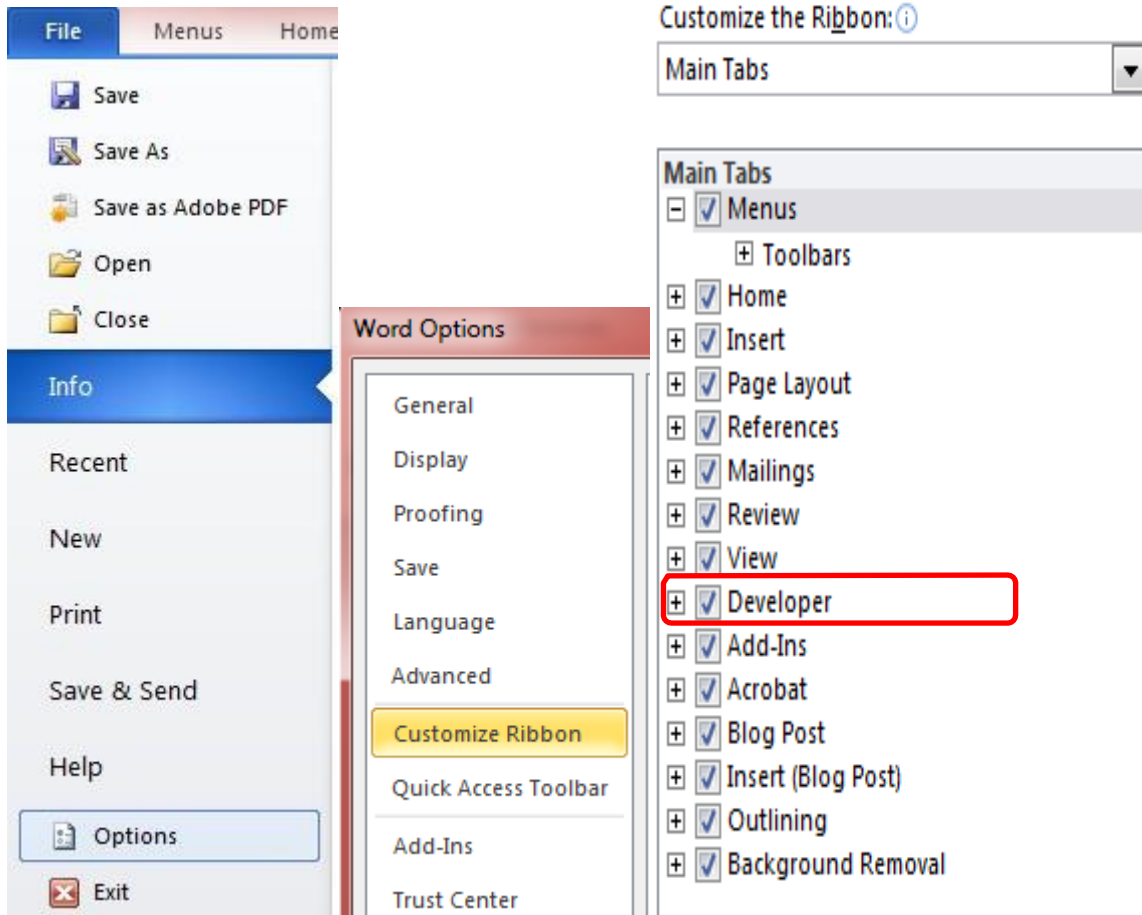 File Menus Home
Save
Save As
Save as Adobe PDF
Open
Close
Info
Recent
New
Print
Save & Send
Help
Options
Exit
Word Options
General
Display
Proofing
Save
Language
Advanced
Customize Ribbon
Quick Access Toolbar
Add-Ins
Trust Center
Customize the Ribbon:
Main Tabs
Main Tabs
Menus
Toolbars
Home
Insert
Page Layout
References
Mailings
Review
View
Developer
Add-Ins
Acrobat
Blog Post
Insert (Blog Post)
Outlining
Background Removal